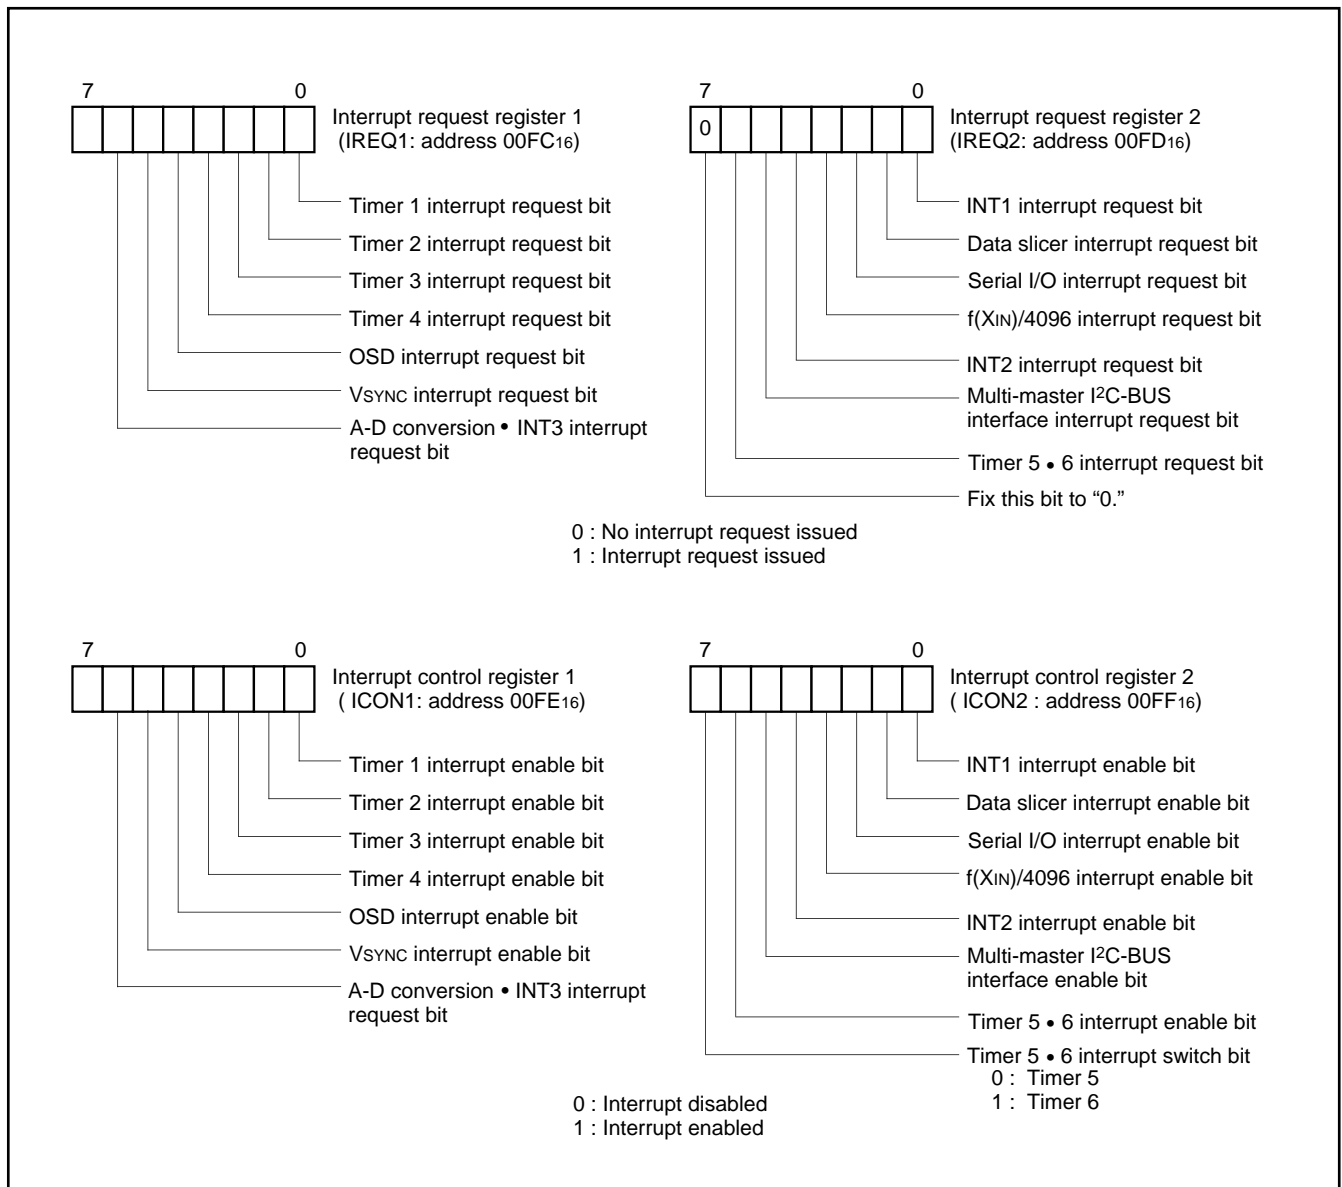 7 0
Interrupt request register 1
(IREQ1: address 00FC16)
Timer 1 interrupt request bit
Timer 2 interrupt request bit
Timer 3 interrupt request bit
Timer 4 interrupt request bit
OSD interrupt request bit
VSYNC interrupt request bit
A-D conversion • INT3 interrupt
request bit
7 0
0
Interrupt request register 2
(IREQ2: address 00FD16)
INT1 interrupt request bit
Data slicer interrupt request bit
Serial I/O interrupt request bit
f(XIN)/4096 interrupt request bit
INT2 interrupt request bit
Multi-master I2C-BUS
interface interrupt request bit
Timer 5 • 6 interrupt request bit
Fix this bit to “0.”
0 : No interrupt request issued
1 : Interrupt request issued
7 0
Interrupt control register 1
( ICON1: address 00FE16)
Timer 1 interrupt enable bit
Timer 2 interrupt enable bit
Timer 3 interrupt enable bit
Timer 4 interrupt enable bit
OSD interrupt enable bit
VSYNC interrupt enable bit
A-D conversion • INT3 interrupt
request bit
7 0
Interrupt control register 2
( ICON2 : address 00FF16)
INT1 interrupt enable bit
Data slicer interrupt enable bit
Serial I/O interrupt enable bit
f(XIN)/4096 interrupt enable bit
INT2 interrupt enable bit
Multi-master I2C-BUS
interface enable bit
Timer 5 • 6 interrupt enable bit
Timer 5 • 6 interrupt switch bit
0 : Timer 5
1 : Timer 6
0 : Interrupt disabled
1 : Interrupt enabled